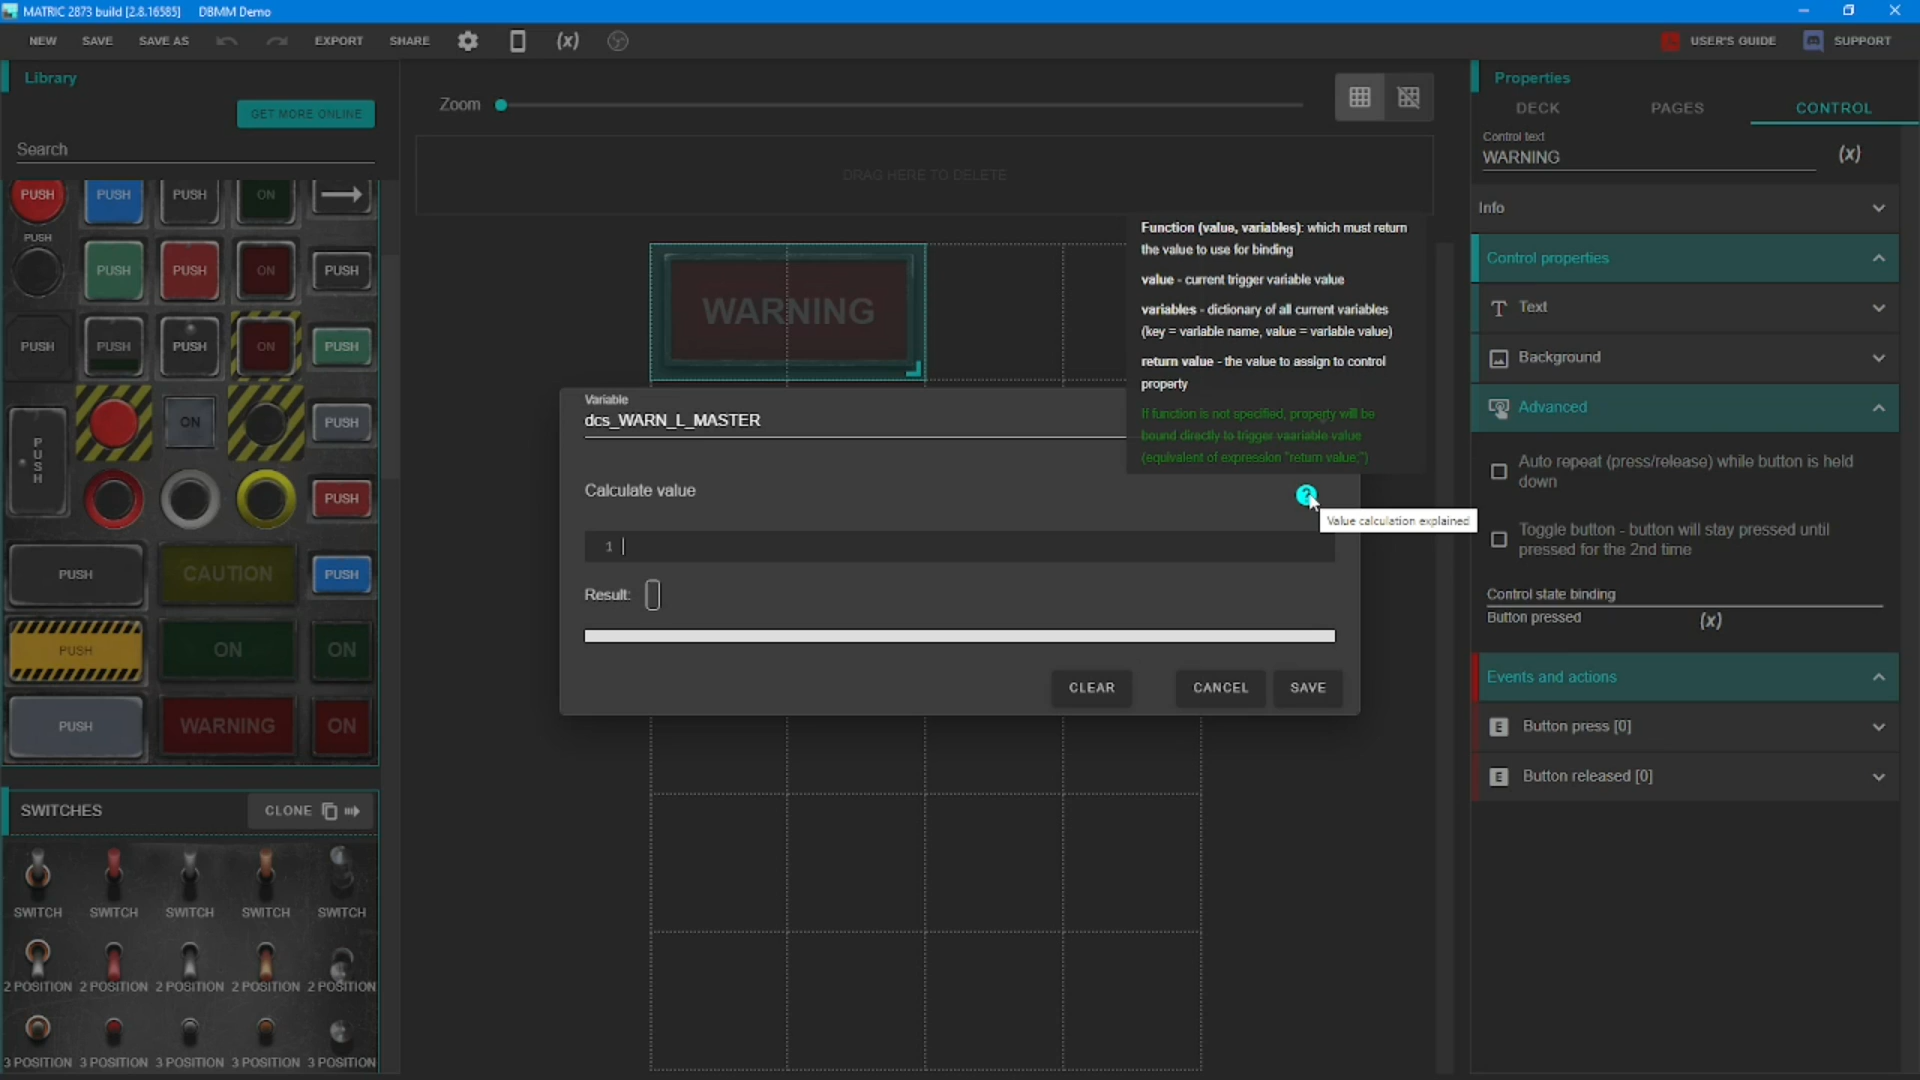 MATRIC 2873 build [2.8.16585] DBMM Demo
NEW SAVE SAVE AS EXPORT SHARE (x) USER'S GUIDE SUPPORT
Library
GET MORE ONLINE
Search
PUSH PUSH PUSH ON
PUSH
PUSH PUSH ON PUSH
PUSH PUSH PUSH ON PUSH
PUSH ON PUSH
PUSH
PUSH CAUTION PUSH
PUSH ON ON
PUSH WARNING ON
SWITCHES CLONE
SWITCH SWITCH SWITCH SWITCH SWITCH
2 POSITION 2 POSITION 2 POSITION 2 POSITION 2 POSITION
3 POSITION 3 POSITION 3 POSITION 3 POSITION 3 POSITION
Zoom
DRAG HERE TO DELETE
WARNING
Function (value, variables): which must return
the value to use for binding
value - current trigger variable value
variables - dictionary of all current variables
(key = variable name, value = variable value)
return value - the value to assign to control
property
If function is not specified, property will be
bound directly to trigger vaariable value
(equivalent of expression "return value;")
Variable
dcs_WARN_L_MASTER
Calculate value
?
Value calculation explained
1
Result:
CLEAR CANCEL SAVE
Properties
DECK PAGES CONTROL
Control text
WARNING (x)
Info
Control properties
T Text
Background
Advanced
Auto repeat (press/release) while button is held
down
Toggle button - button will stay pressed until
pressed for the 2nd time
Control state binding
Button pressed (x)
Events and actions
E Button press [0]
E Button released [0]